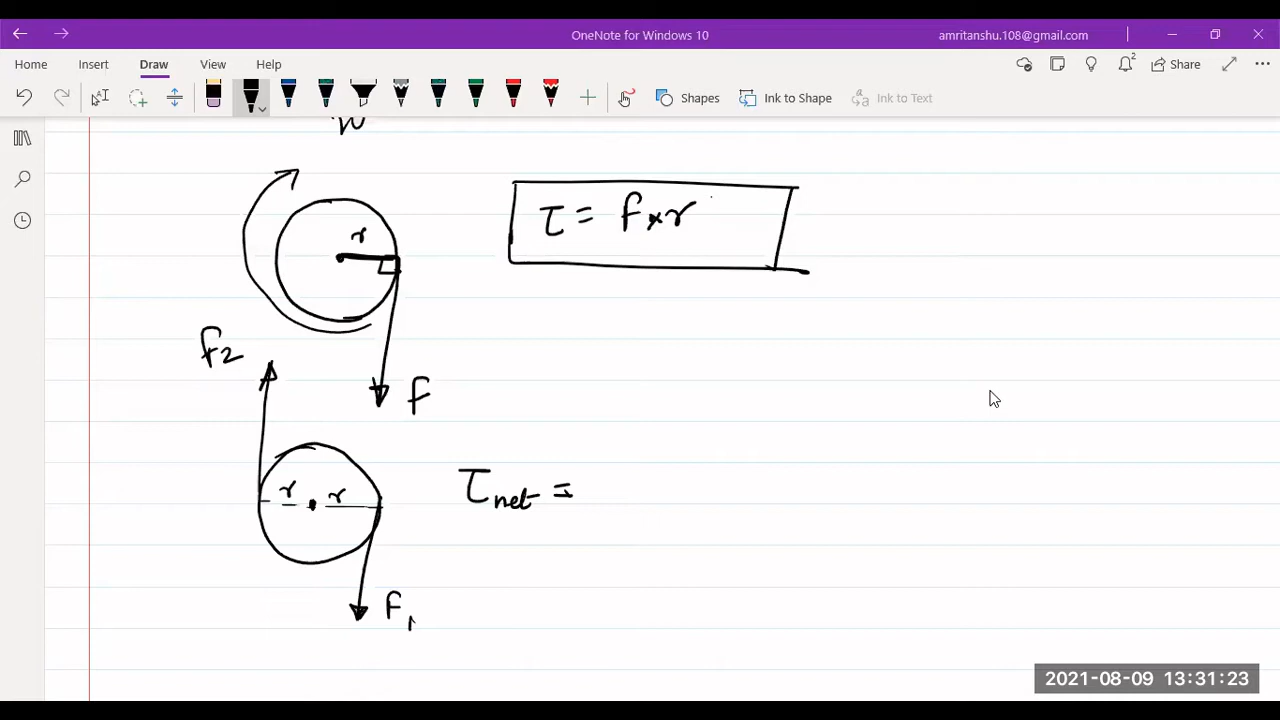 OneNote for Windows 10
amritanshu.108@gmail.com
Home Insert Draw View Help
Share
Shapes Ink to Shape Ink to Text
W
r
τ = F×r
F2
F
r r
τnet =
F1
2021-08-09 13:31:23